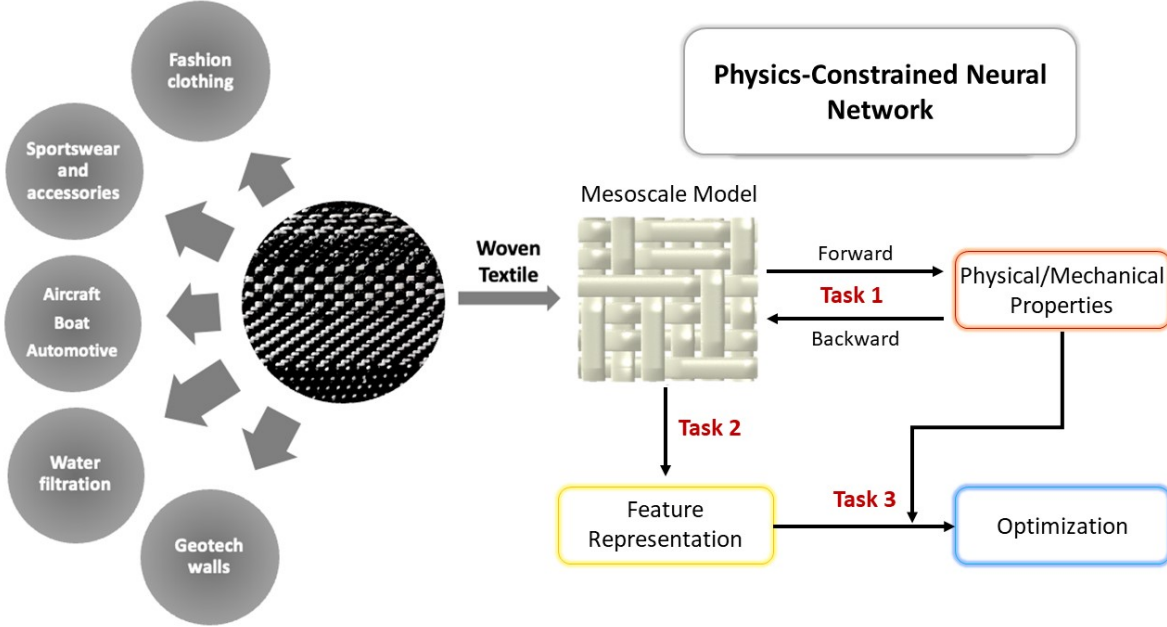 Fashion
clothing
Sportswear
and
accessories
Aircraft
Boat
Automotive
Water
filtration
Geotech
walls
Woven
Textile
Physics-Constrained Neural
Network
Mesoscale Model
Forward
Task 1
Backward
Physical/Mechanical
Properties
Task 2
Feature
Representation
Task 3
Optimization